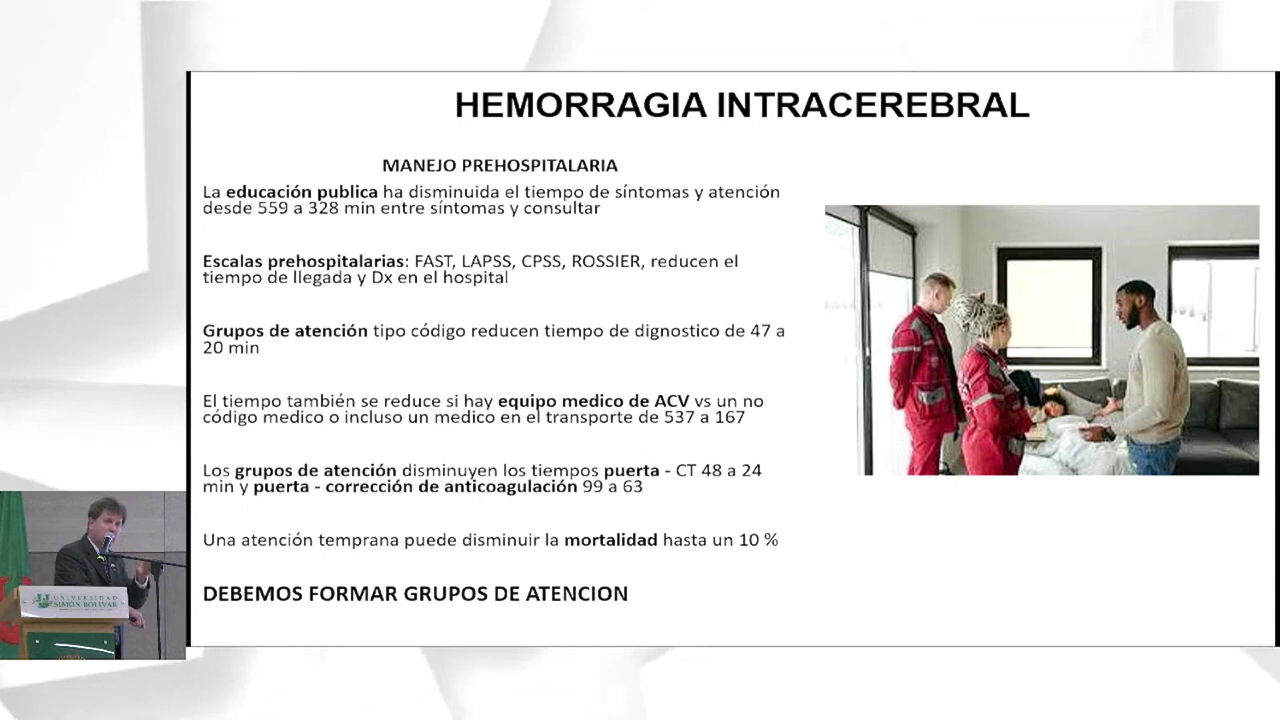 HEMORRAGIA INTRACEREBRAL
MANEJO PREHOSPITALARIA
La educación publica ha disminuida el tiempo de síntomas y atención
desde 559 a 328 min entre síntomas y consultar
Escalas prehospitalarias: FAST, LAPSS, CPSS, ROSSIER, reducen el
tiempo de llegada y Dx en el hospital
Grupos de atención tipo código reducen tiempo de dignostico de 47 a
20 min
El tiempo también se reduce si hay equipo medico de ACV vs un no
código medico o incluso un medico en el transporte de 537 a 167
Los grupos de atención disminuyen los tiempos puerta - CT 48 a 24
min y puerta - corrección de anticoagulación 99 a 63
Una atención temprana puede disminuir la mortalidad hasta un 10 %
DEBEMOS FORMAR GRUPOS DE ATENCION
UNIVERSIDAD
SIMÓN BOLÍVAR